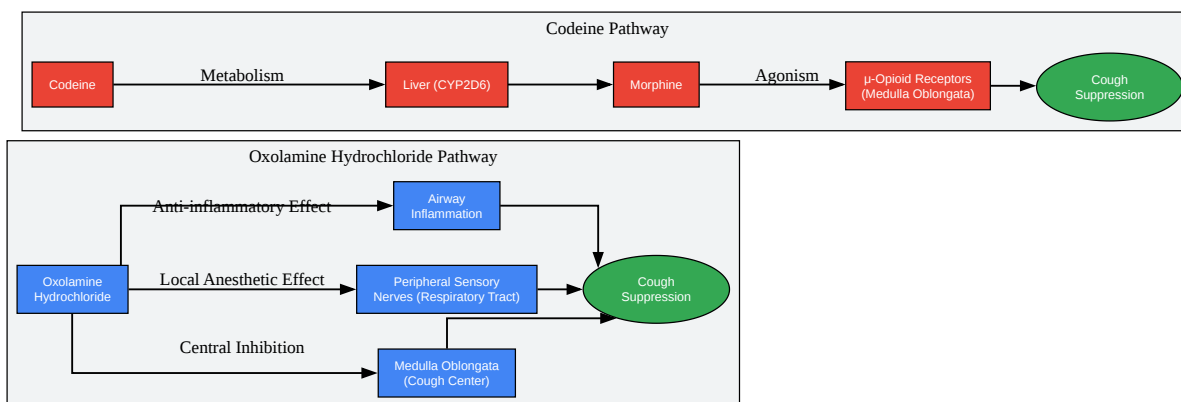 Codeine Pathway
Codeine
Metabolism
Liver (CYP2D6)
Morphine
Agonism
μ-Opioid Receptors
(Medulla Oblongata)
Cough
Suppression
Oxolamine Hydrochloride Pathway
Anti-inflammatory Effect
Airway
Inflammation
Oxolamine
Hydrochloride
Local Anesthetic Effect
Peripheral Sensory
Nerves (Respiratory Tract)
Cough
Suppression
Central Inhibition
Medulla Oblongata
(Cough Center)